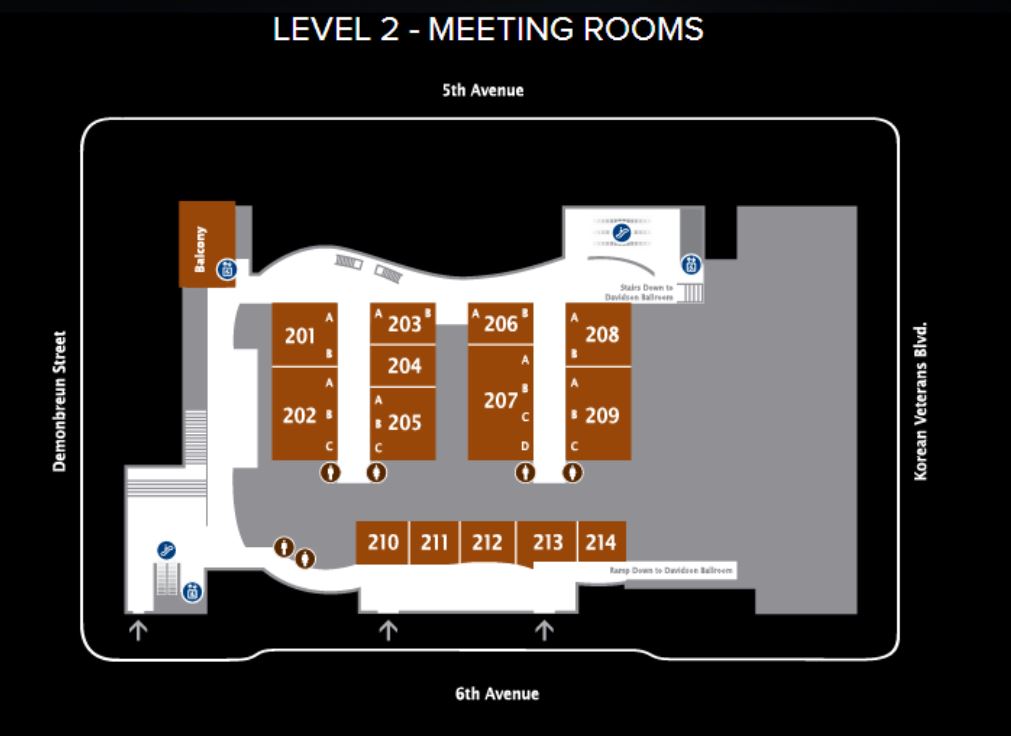 LEVEL 2 - MEETING ROOMS
5th Avenue
Balcony
Stairs Down to
Davidson Ballroom
Demonbreun Street
Korean Veterans Blvd.
201 A B
A 203 B
A 206 B
A B 208
204
202 A B C
A B C 205
207 A B C D
A B C 209
210 211 212 213 214
Ramp Down to Davidson Ballroom
6th Avenue